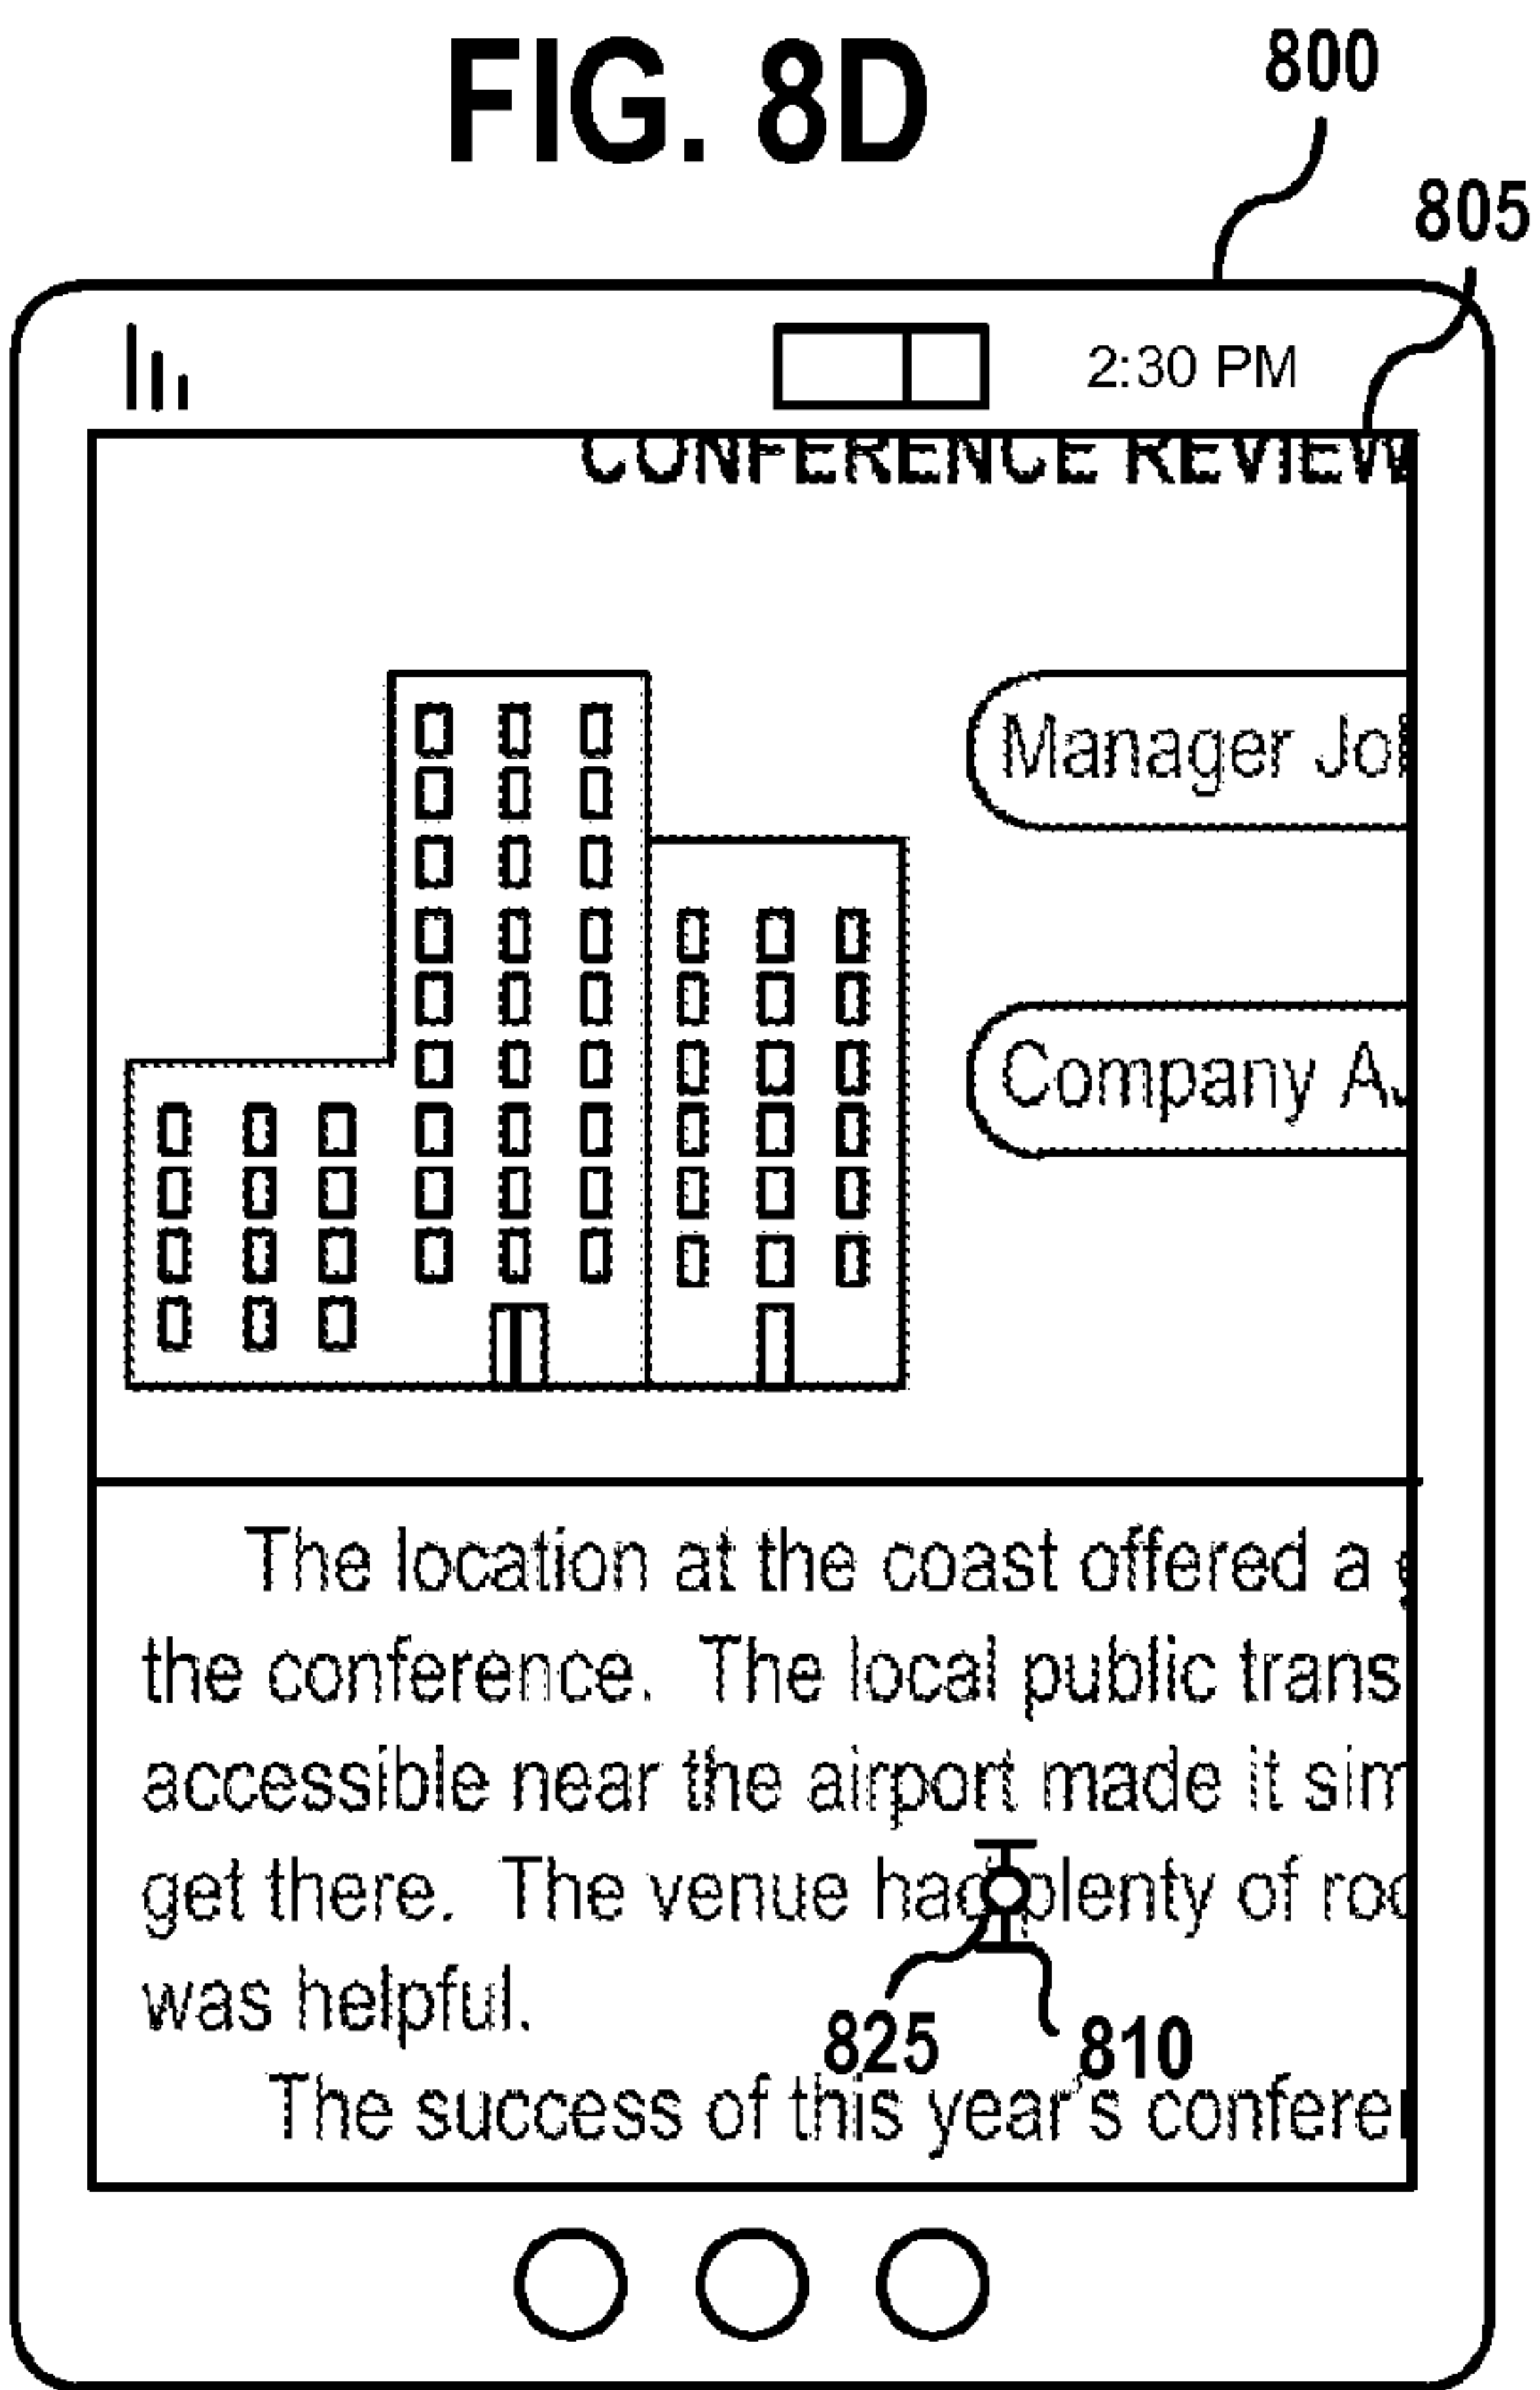 FIG. 8D
800
805
2:30 PM
CONFERENCE REVIEW
Manager Jo
Company A
The location at the coast offered a
the conference. The local public trans
accessible near the airport made it sim
get there. The venue had plenty of roo
was helpful.
825
810
The success of this year's conferen